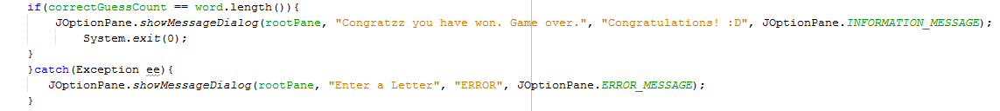 if(correctGuessCount == word.length()){
JOptionPane.showMessageDialog(rootPane, "Congratzz you have won. Game over.", "Congratulations! :D", JOptionPane.INFORMATION_MESSAGE);
System.exit(0);
}
}catch(Exception ee){
JOptionPane.showMessageDialog(rootPane, "Enter a Letter", "ERROR", JOptionPane.ERROR_MESSAGE);
}